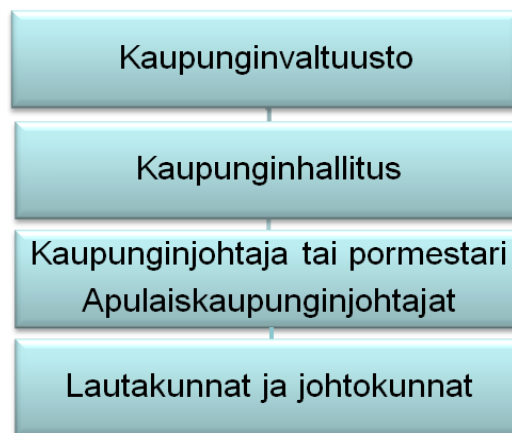 Kaupunginvaltuusto
Kaupunginhallitus
Kaupunginjohtaja tai pormestari
Apulaiskaupunginjohtajat
Lautakunnat ja johtokunnat